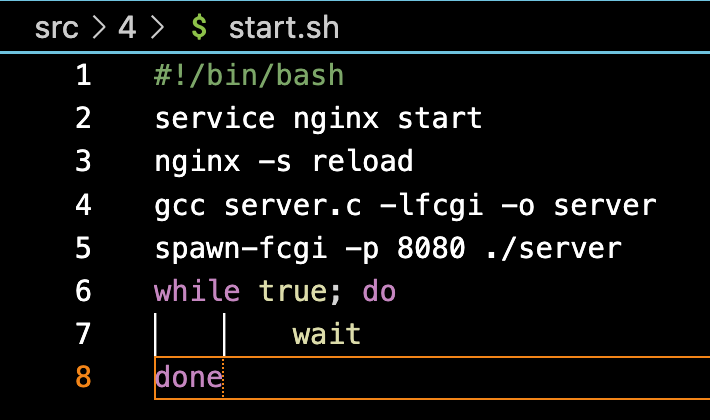 src > 4 > $ start.sh
1 #!/bin/bash
2 service nginx start
3 nginx -s reload
4 gcc server.c -lfcgi -o server
5 spawn-fcgi -p 8080 ./server
6 while true; do
7 wait
8 done